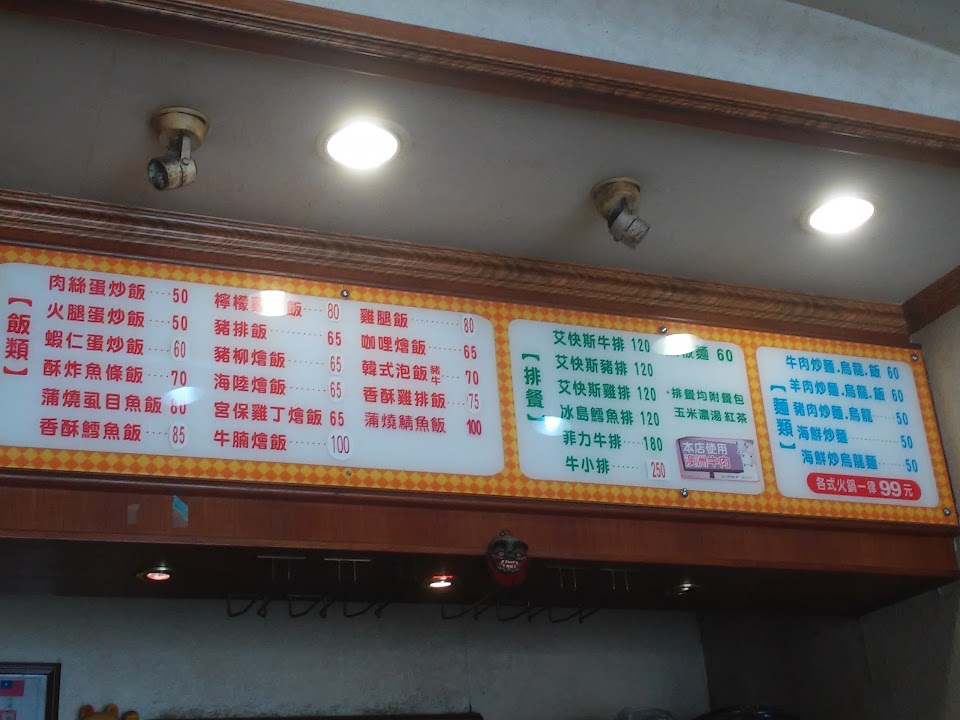 【飯類】
肉絲蛋炒飯····50
火腿蛋炒飯····50
蝦仁蛋炒飯····60
酥炸魚條飯····70
蒲燒虱目魚飯 80
香酥鱈魚飯····85
檸檬 飯···80
豬排飯·········65
豬柳燴飯······65
海陸燴飯······65
宮保雞丁燴飯 65
牛腩燴飯······100
雞腿飯·········80
咖哩燴飯······65
韓式泡飯 豬牛···70
香酥雞排飯···75
蒲燒鯖魚飯 100
【排餐】
艾快斯牛排 120
艾快斯豬排 120
艾快斯雞排 120
冰島鱈魚排 120
菲力牛排····180
牛小排······250
板麵 60
·排餐均附餐包
玉米濃湯 紅茶
本店使用
澳洲牛肉
【麵類】
牛肉炒麵.烏龍.飯 60
羊肉炒麵.烏龍.飯 60
豬肉炒麵.烏龍·····50
海鮮炒麵·········50
海鮮炒烏龍麵····50
各式火鍋一律99元